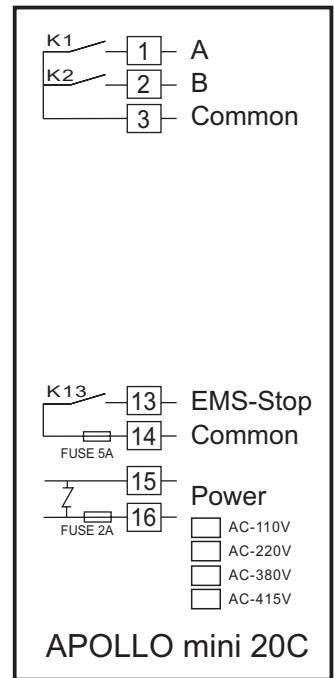 K1 1 A
K2 2 B
3 Common
K13 13 EMS-Stop
14 Common
FUSE 5A
15
Power
16
FUSE 2A
AC-110V
AC-220V
AC-380V
AC-415V
APOLLO mini 20C